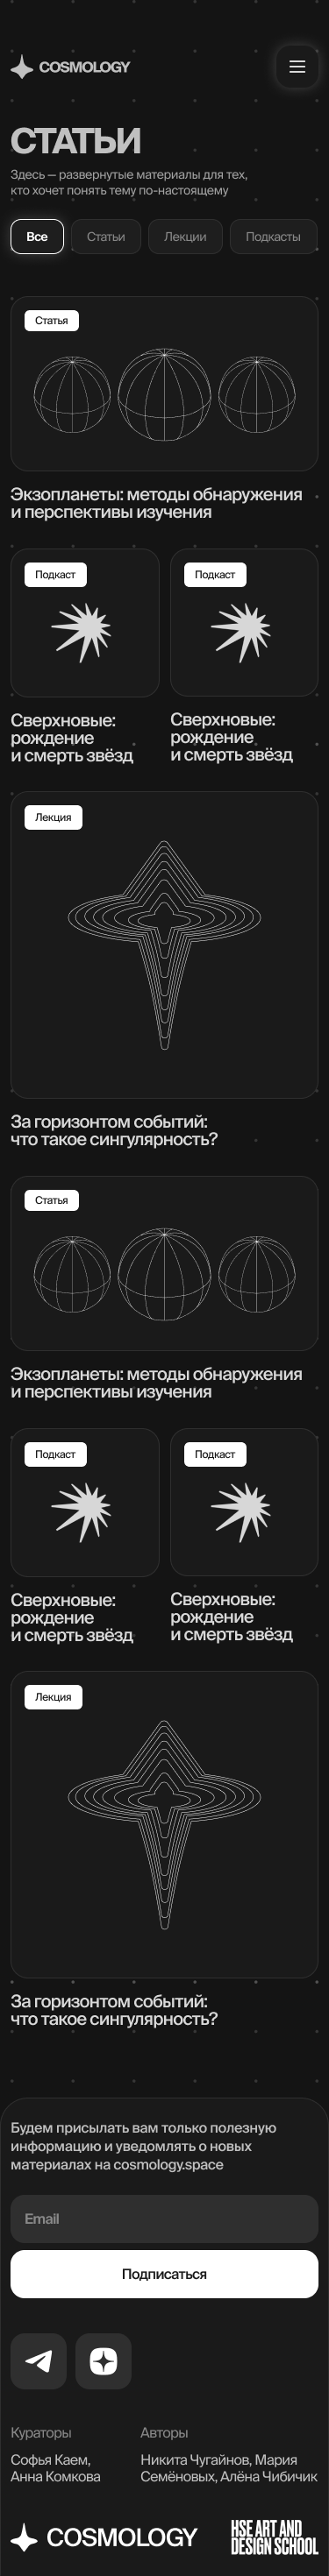 COSMOLOGY
СТАТЬИ
Здесь — развернутые материалы для тех,
кто хочет понять тему по-настоящему
Все
Статьи
Лекции
Подкасты
Статья
Экзопланеты: методы обнаружения
и перспективы изучения
Подкаст
Сверхновые:
рождение
и смерть звёзд
Подкаст
Сверхновые:
рождение
и смерть звёзд
Лекция
За горизонтом событий:
что такое сингулярность?
Статья
Экзопланеты: методы обнаружения
и перспективы изучения
Подкаст
Сверхновые:
рождение
и смерть звёзд
Подкаст
Сверхновые:
рождение
и смерть звёзд
Лекция
За горизонтом событий:
что такое сингулярность?
Будем присылать вам только полезную
информацию и уведомлять о новых
материалах на cosmology.space
Email
Подписаться
Кураторы
Софья Каем,
Анна Комкова
Авторы
Никита Чугайнов, Мария
Семёновых, Алёна Чибичик
COSMOLOGY
HSE ART AND
DESIGN SCHOOL